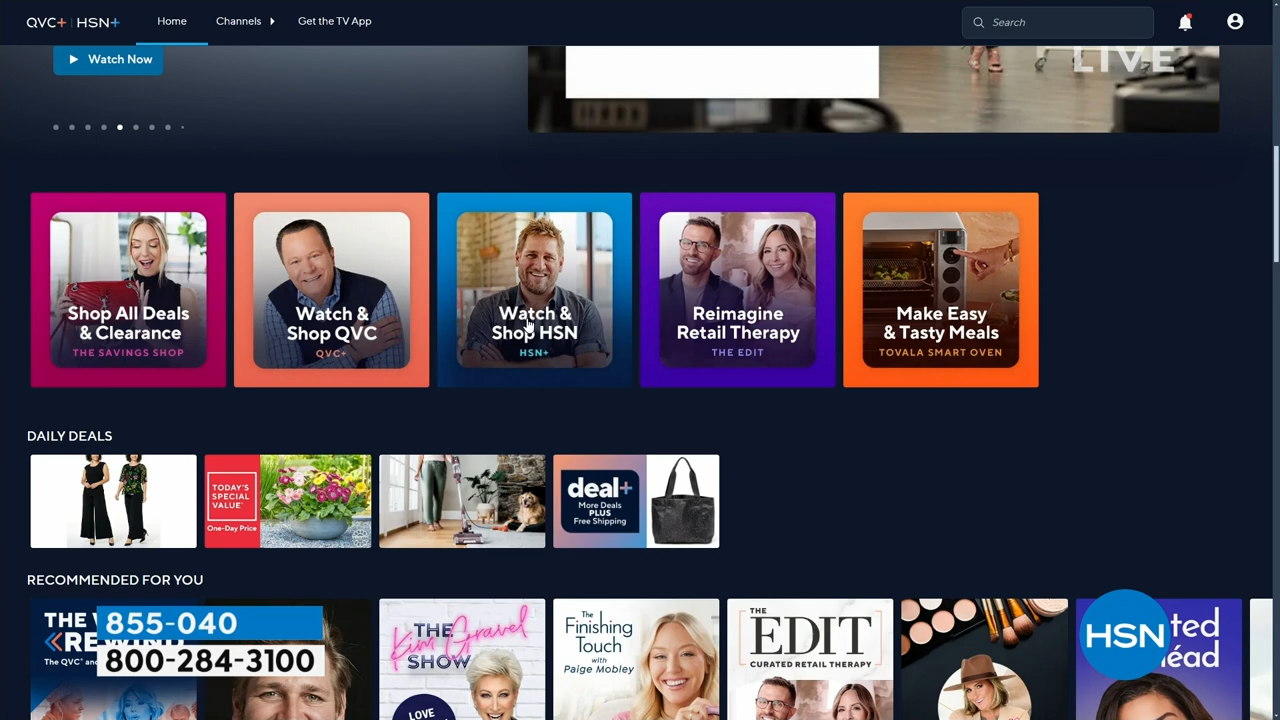 QVC+ | HSN+
Home
Channels
Get the TV App
Search
Watch Now
LIVE
Shop All Deals
& Clearance
THE SAVINGS SHOP
Watch &
Shop QVC
QVC+
Watch &
Shop HSN
HSN+
Reimagine
Retail Therapy
THE EDIT
Make Easy
& Tasty Meals
TOVALA SMART OVEN
DAILY DEALS
TODAY'S
SPECIAL
VALUE
One-Day Price
deal+
More Deals
PLUS
Free Shipping
RECOMMENDED FOR YOU
THE
REWIND
The QVC
855-040
800-284-3100
THE
Kim Gravel
SHOW
LOVE
The
Finishing
Touch
with
Paige Mobley
THE
EDIT
CURATED RETAIL THERAPY
HSN